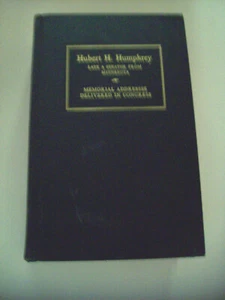 Hubert H. Humphrey
LATE A SENATOR FROM
MINNESOTA
MEMORIAL ADDRESSES
DELIVERED IN CONGRESS